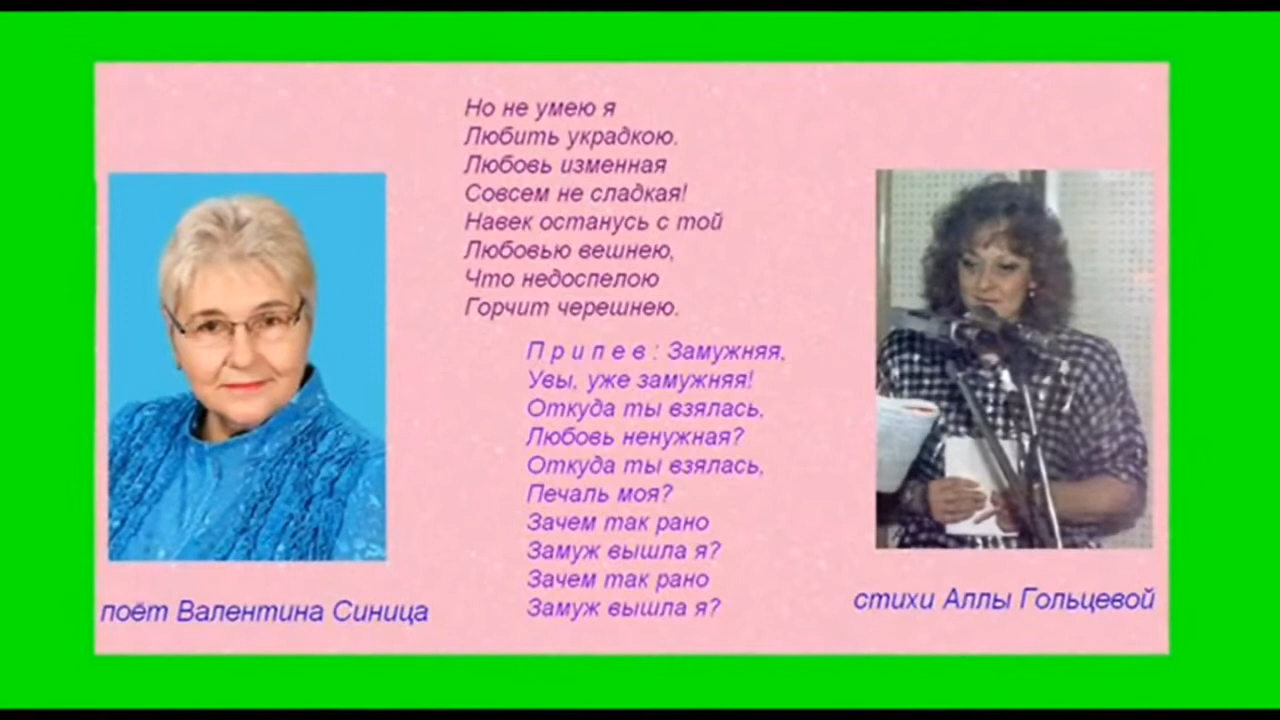 Но не умею я
Любить украдкою.
Любовь изменная
Совсем не сладкая!
Навек останусь с той
Любовью вешнею,
Что недоспелою
Горчит черешнею.
П р и п е в : Замужняя,
Увы, уже замужняя!
Откуда ты взялась,
Любовь ненужная?
Откуда ты взялась,
Печаль моя?
Зачем так рано
Замуж вышла я?
Зачем так рано
Замуж вышла я?
поёт Валентина Синица
стихи Аллы Гольцевой